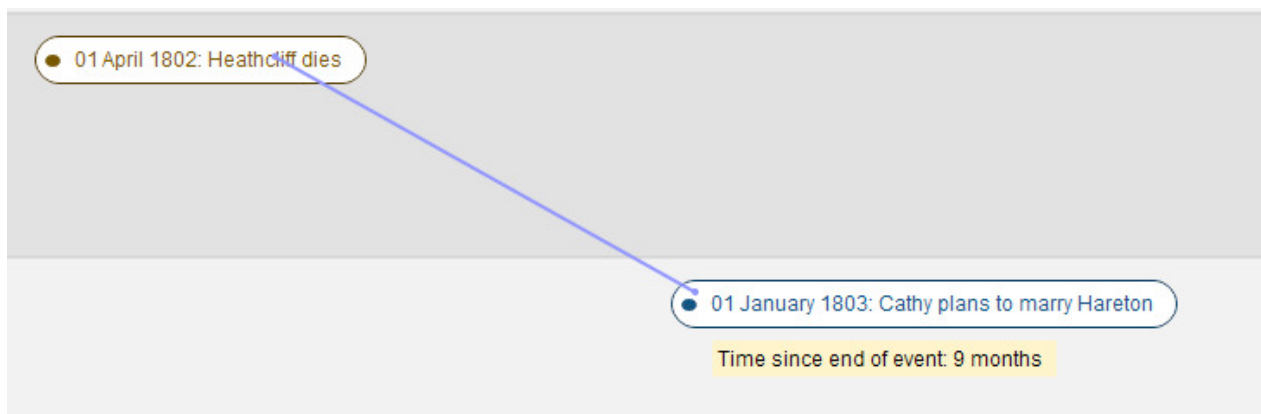 01 April 1802: Heathcliff dies
01 January 1803: Cathy plans to marry Hareton
Time since end of event: 9 months